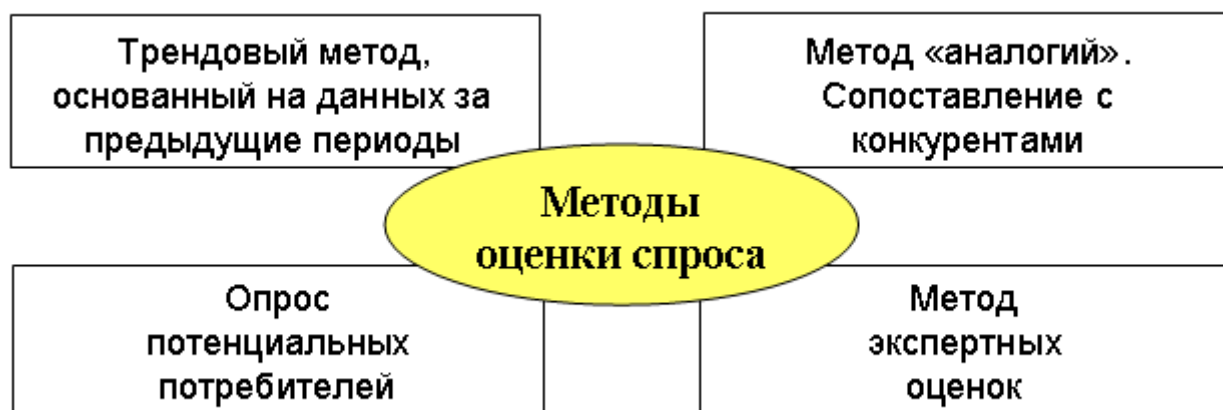 Трендовый метод,
основанный на данных за
предыдущие периоды
Метод «аналогий».
Сопоставление с
конкурентами
Методы
оценки спроса
Опрос
потенциальных
потребителей
Метод
экспертных
оценок